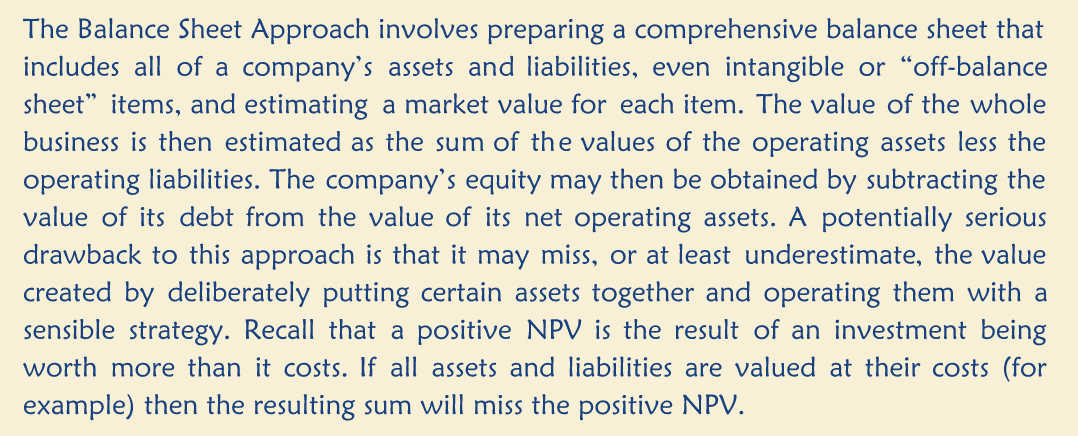 The Balance Sheet Approach involves preparing a comprehensive balance sheet that
includes all of a company's assets and liabilities, even intangible or “off-balance
sheet” items, and estimating a market value for each item. The value of the whole
business is then estimated as the sum of the values of the operating assets less the
operating liabilities. The company's equity may then be obtained by subtracting the
value of its debt from the value of its net operating assets. A potentially serious
drawback to this approach is that it may miss, or at least underestimate, the value
created by deliberately putting certain assets together and operating them with a
sensible strategy. Recall that a positive NPV is the result of an investment being
worth more than it costs. If all assets and liabilities are valued at their costs (for
example) then the resulting sum will miss the positive NPV.